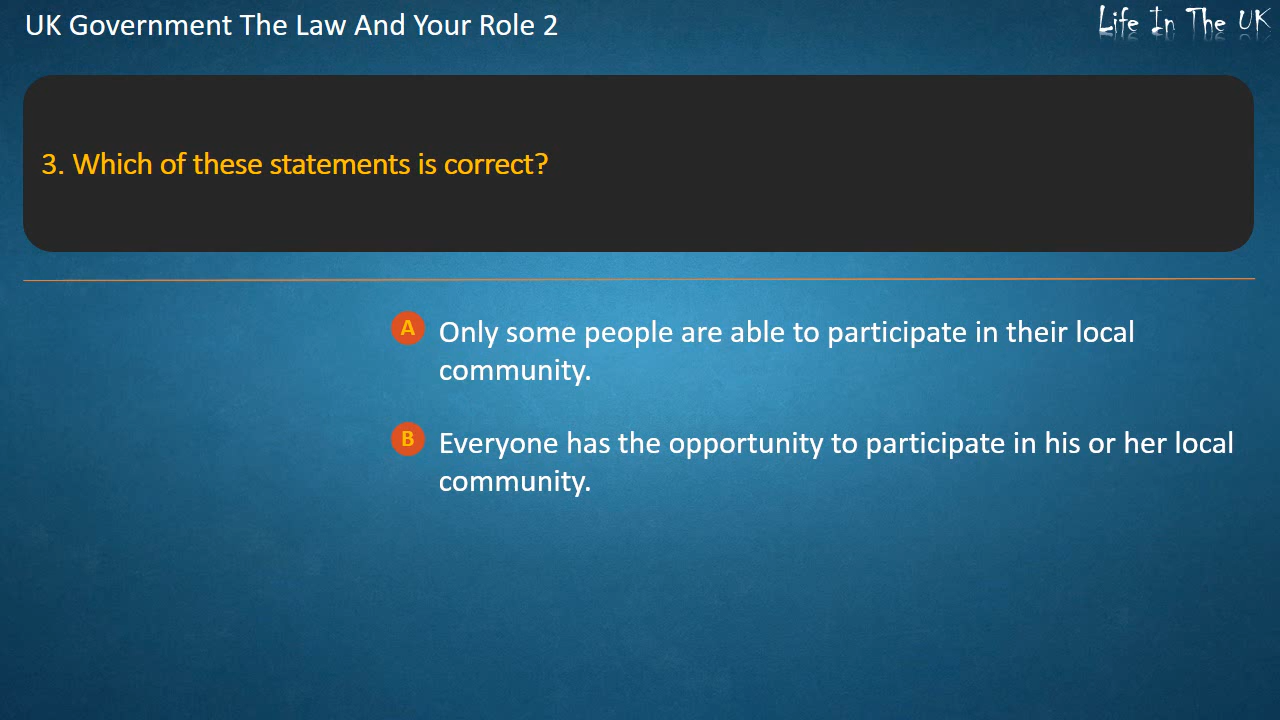 UK Government The Law And Your Role 2
Life In The UK
3. Which of these statements is correct?
A Only some people are able to participate in their local
community.
B Everyone has the opportunity to participate in his or her local
community.